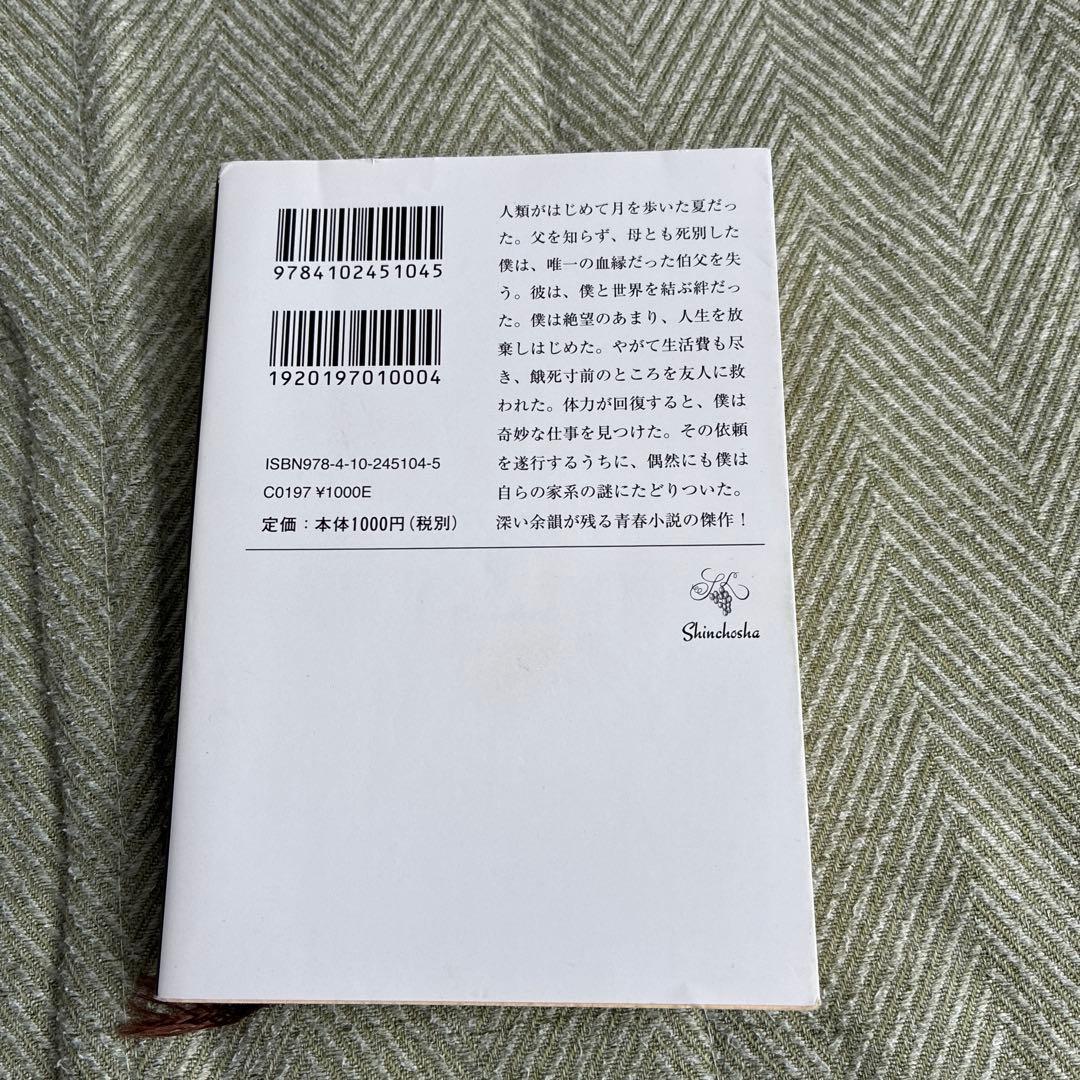 9784102451045
1920197010004
ISBN978-4-10-245104-5
C0197 ¥1000E
定価:本体1000円(税別)
人類がはじめて月を歩いた夏だっ
た。父を知らず、母とも死別した
僕は、唯一の血縁だった伯父を失
う。彼は、僕と世界を結ぶ絆だっ
た。僕は絶望のあまり、人生を放
棄しはじめた。やがて生活費も尽
き、餓死寸前のところを友人に救
われた。体力が回復すると、僕は
奇妙な仕事を見つけた。その依頼
を遂行するうちに、偶然にも僕は
自らの家系の謎にたどりついた。
深い余韻が残る青春小説の傑作!
Shinchosha